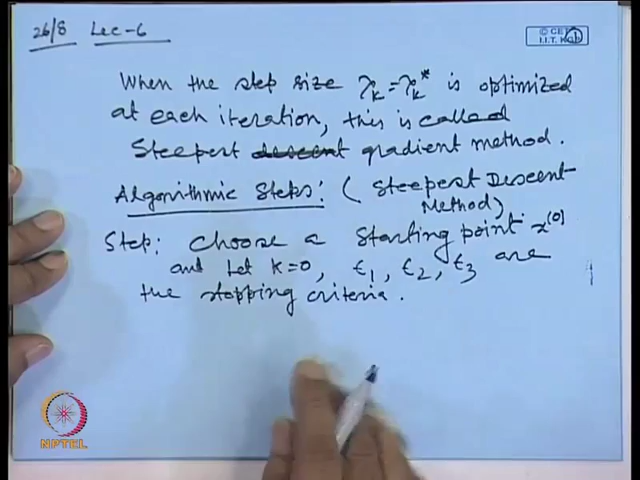 26/8 Lec-6
© CET
I.I.T. KGP
When the step size λₖ = λₖ* is optimized
at each iteration, this is called
Steepest descent gradient method.
Algorithmic Steps: (Steepest Descent
Method)
Step: Choose a starting point x⁽⁰⁾
and Let K=0, ε₁, ε₂, ε₃ are
the stopping criteria.
NPTEL